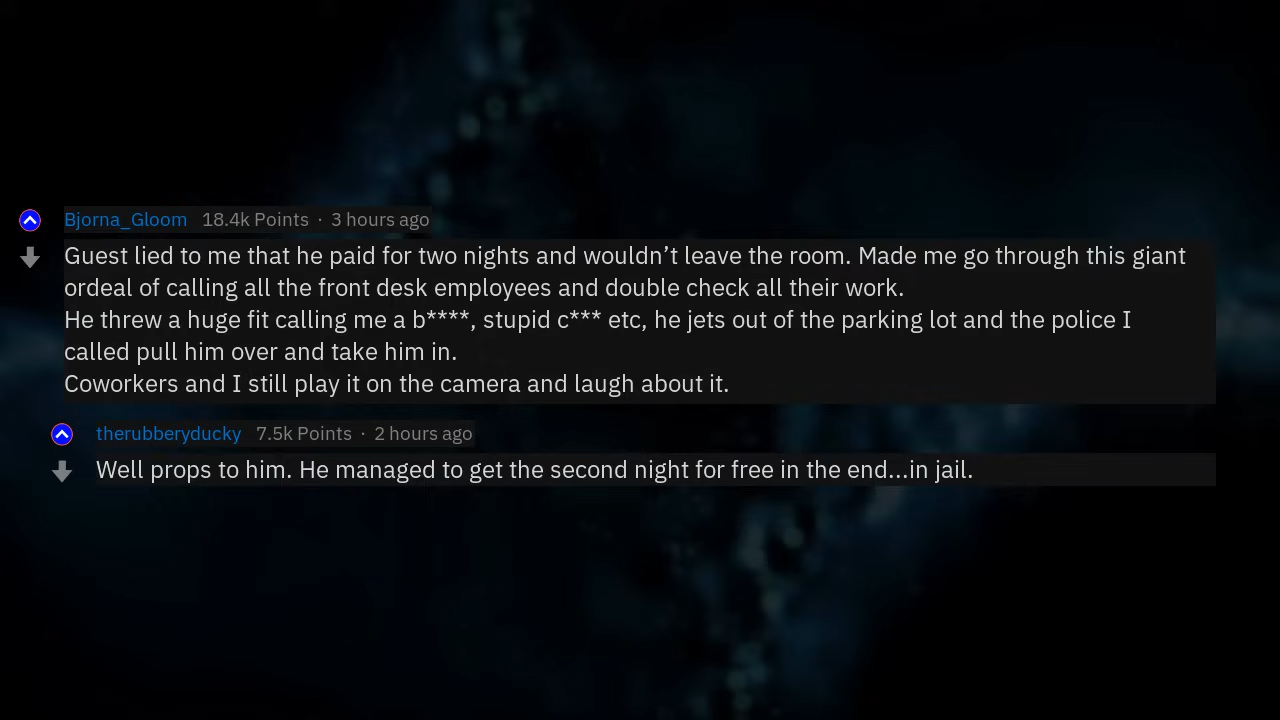 Bjorna_Gloom 18.4k Points · 3 hours ago
Guest lied to me that he paid for two nights and wouldn’t leave the room. Made me go through this giant
ordeal of calling all the front desk employees and double check all their work.
He threw a huge fit calling me a b****, stupid c*** etc, he jets out of the parking lot and the police I
called pull him over and take him in.
Coworkers and I still play it on the camera and laugh about it.
therubberyducky 7.5k Points · 2 hours ago
Well props to him. He managed to get the second night for free in the end...in jail.